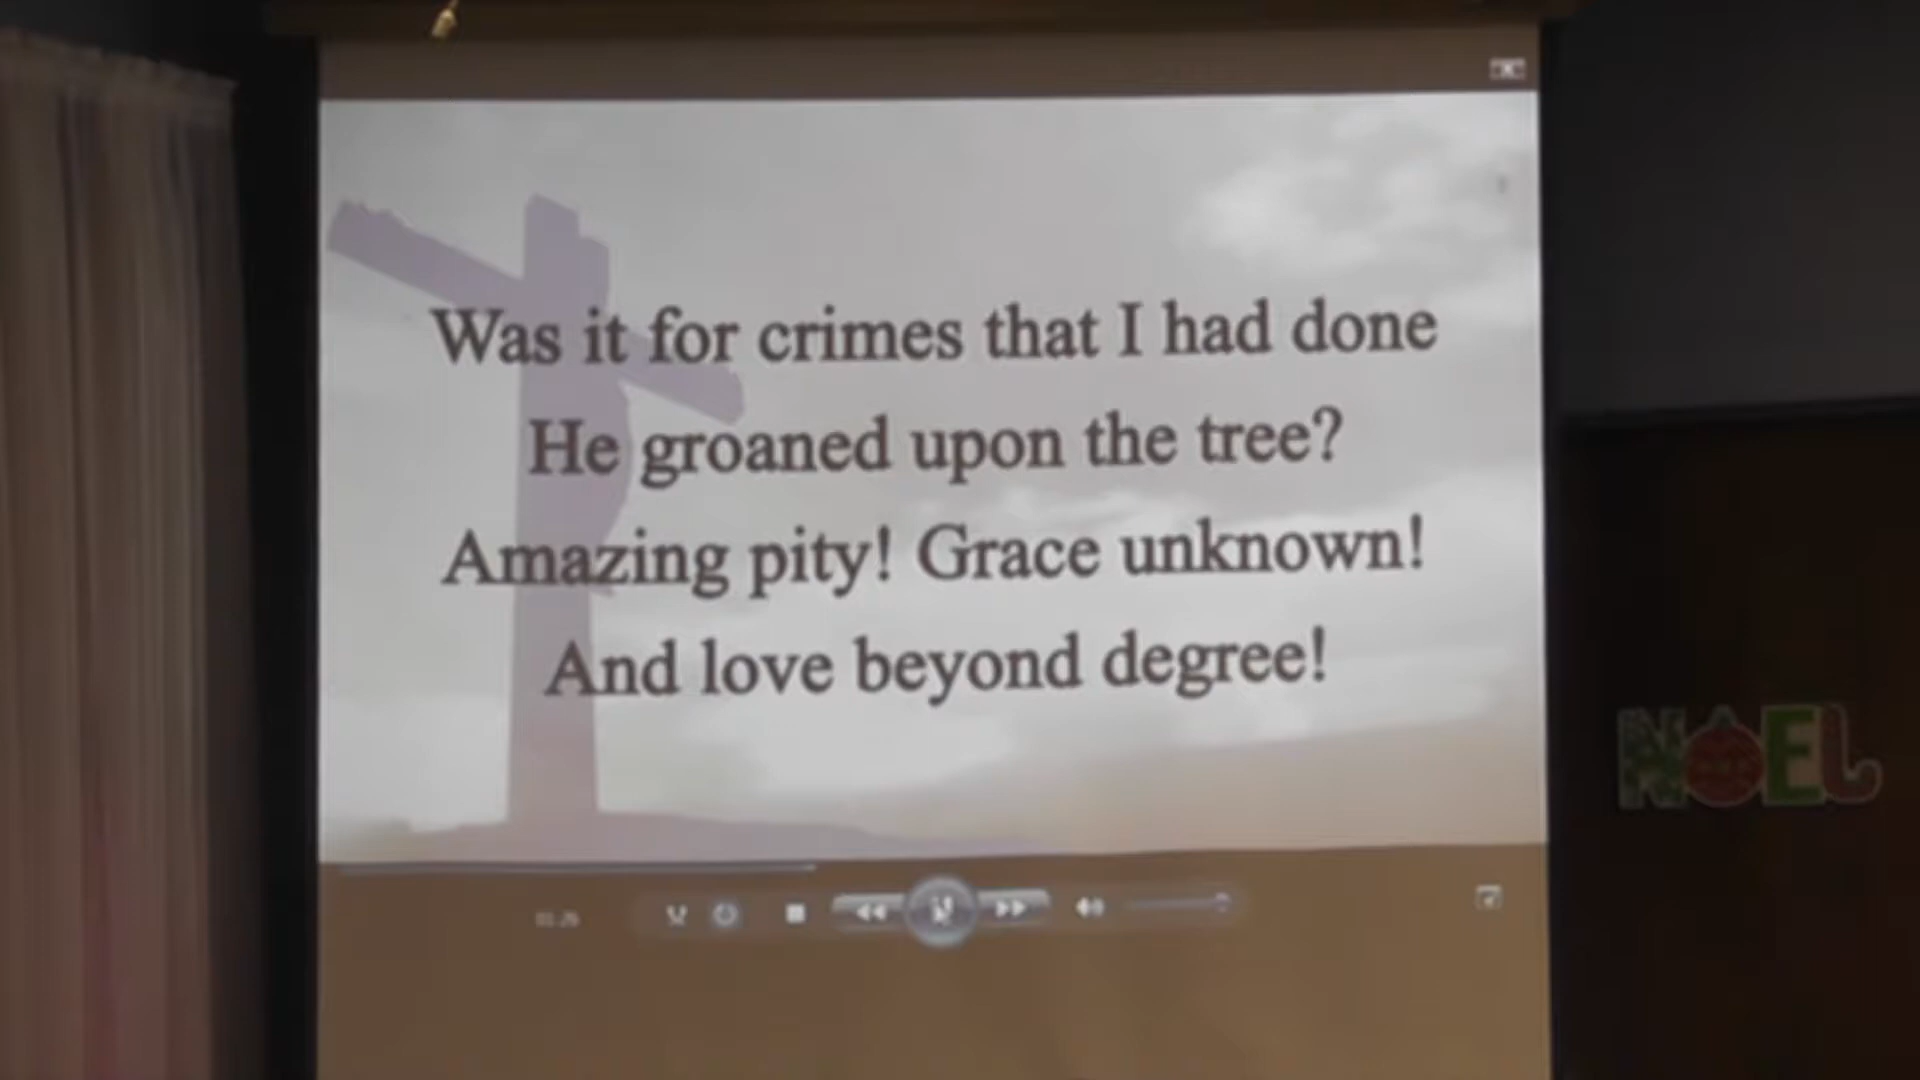 Was it for crimes that I had done
He groaned upon the tree?
Amazing pity! Grace unknown!
And love beyond degree!
NOEL